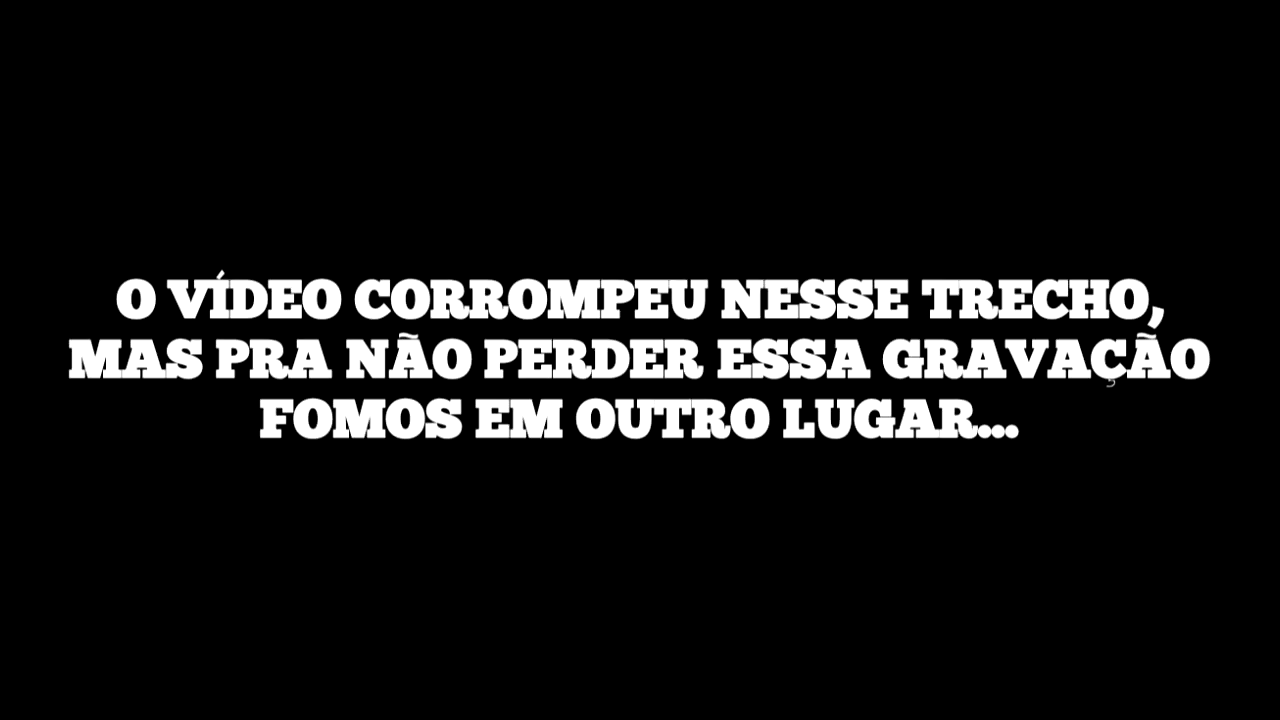 O VÍDEO CORROMPEU NESSE TRECHO,
MAS PRA NÃO PERDER ESSA GRAVAÇÃO
FOMOS EM OUTRO LUGAR...